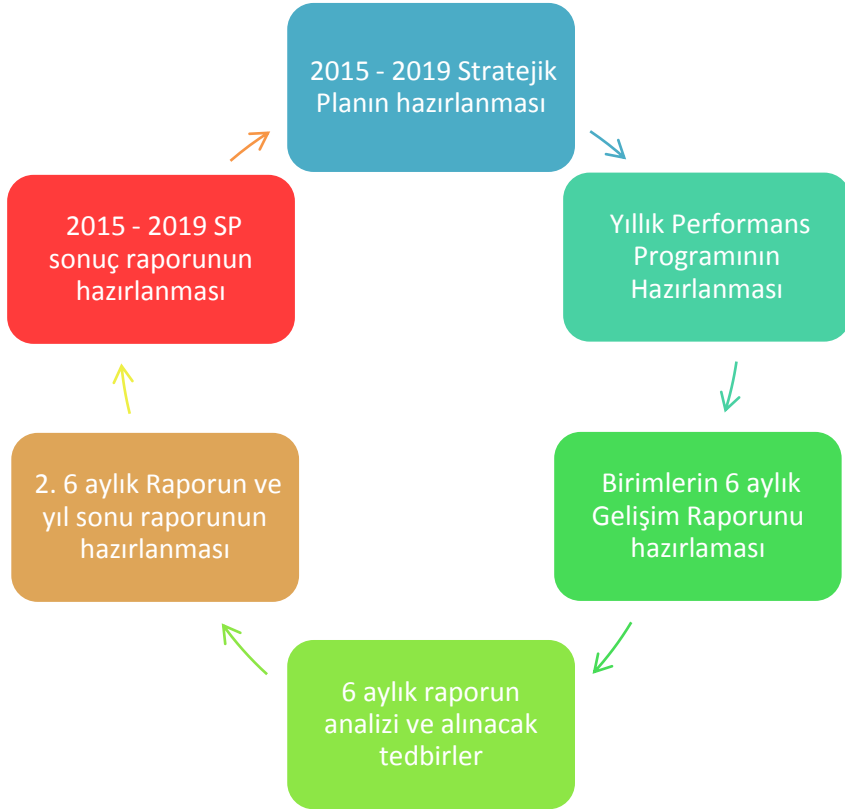 2015 - 2019 Stratejik
Planın hazırlanması
Yıllık Performans
Programının
Hazırlanması
Birimlerin 6 aylık
Gelişim Raporunu
hazırlaması
6 aylık raporun
analizi ve alınacak
tedbirler
2. 6 aylık Raporun ve
yıl sonu raporunun
hazırlanması
2015 - 2019 SP
sonuç raporunun
hazırlanması